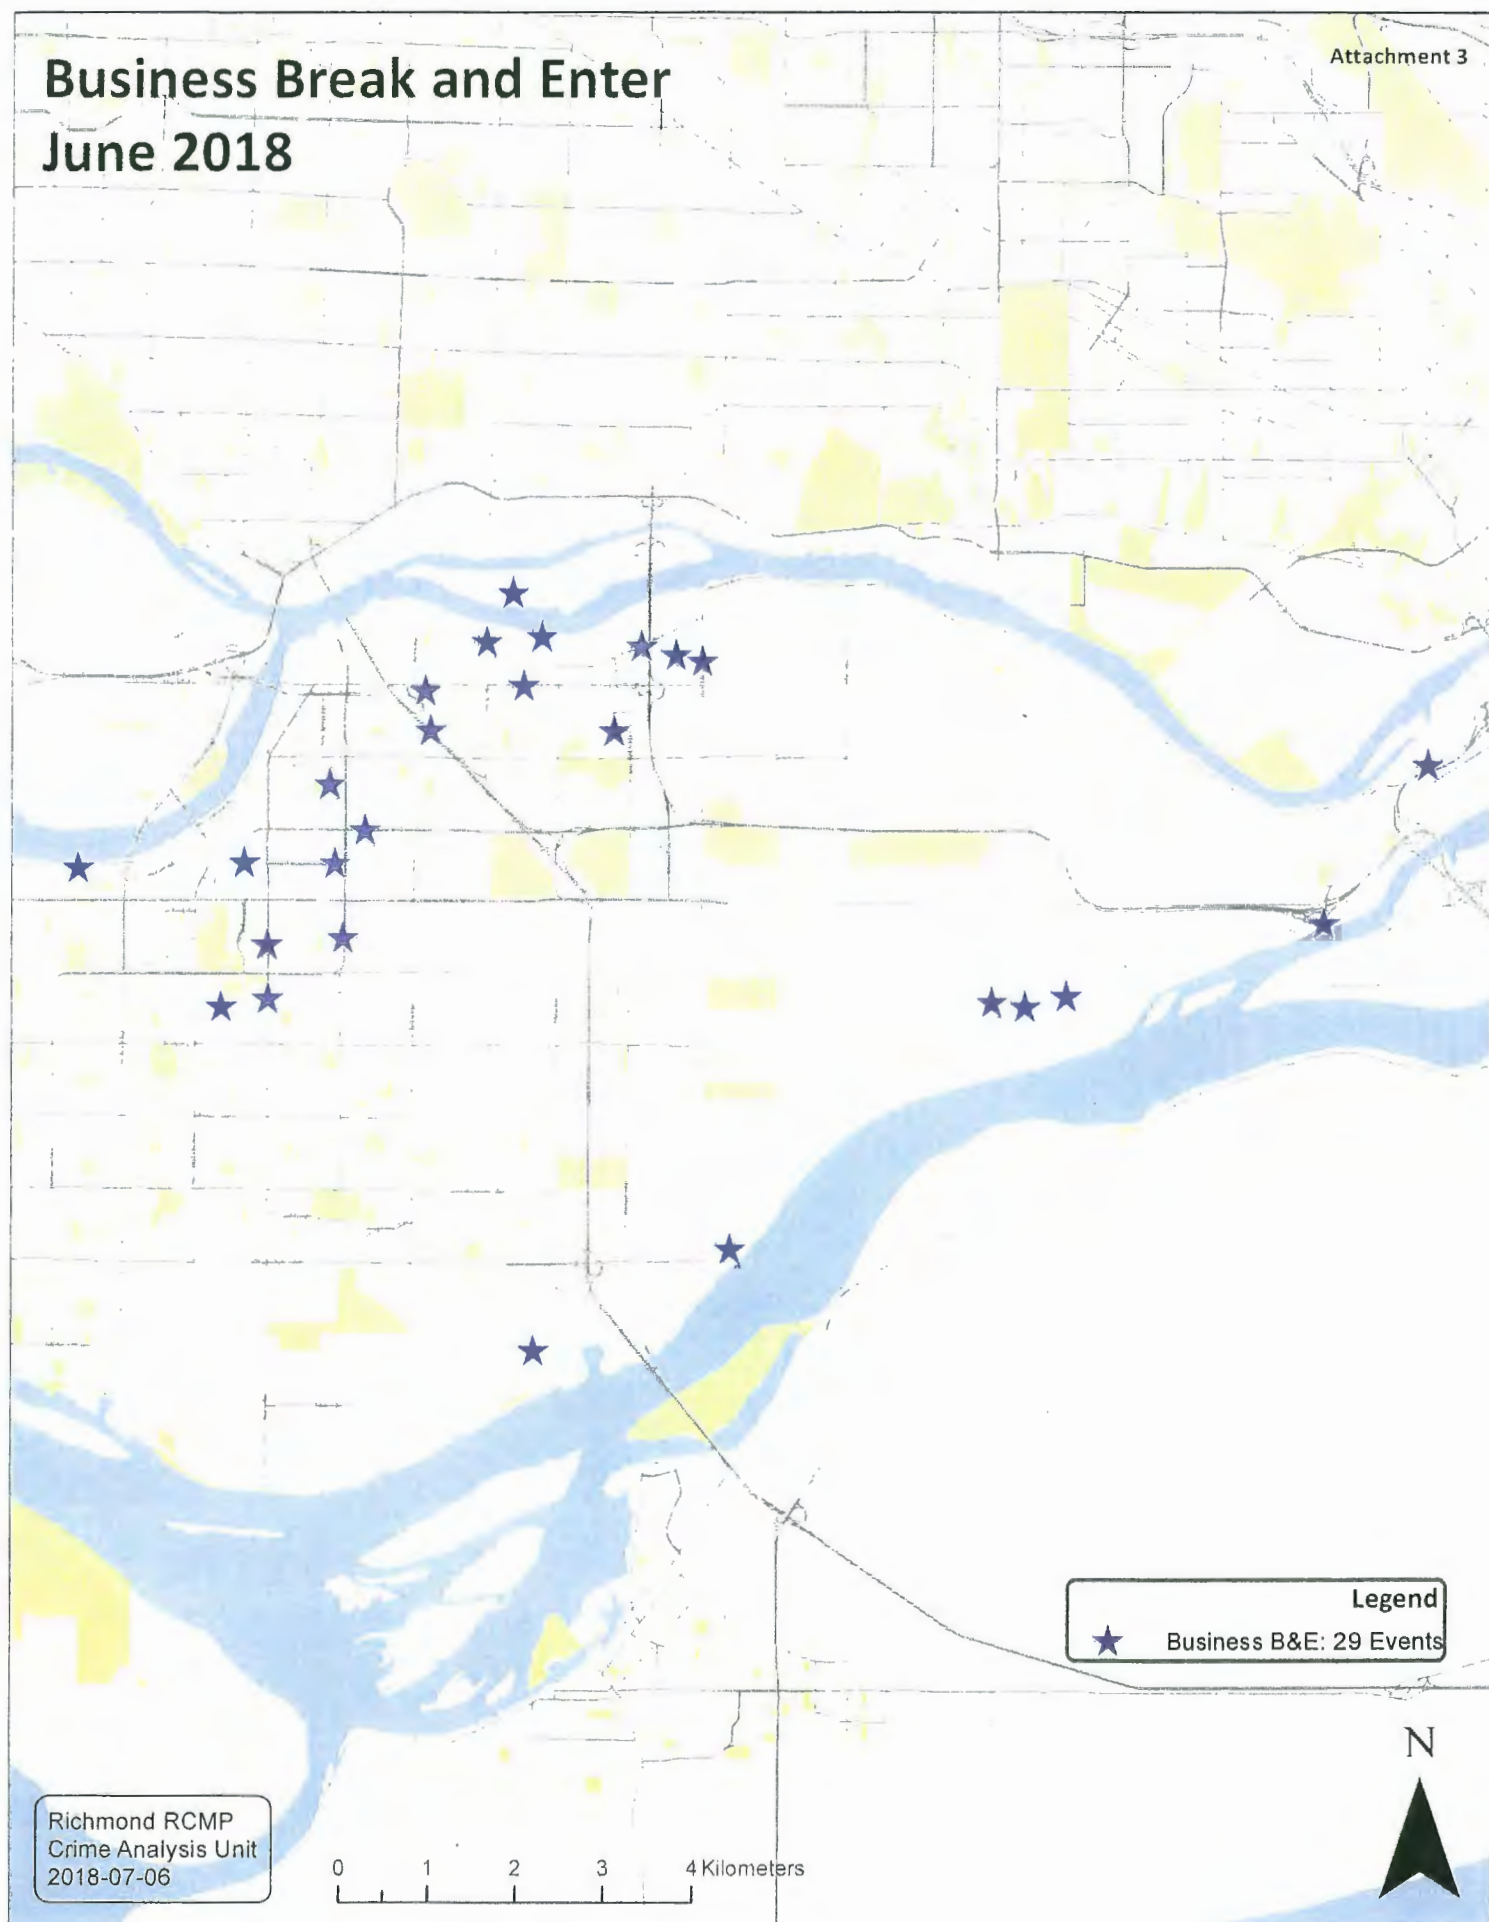 Attachment 3
Business Break and Enter
June 2018
Legend
Business B&E: 29 Events
N
Richmond RCMP
Crime Analysis Unit
2018-07-06
0 1 2 3 4 Kilometers